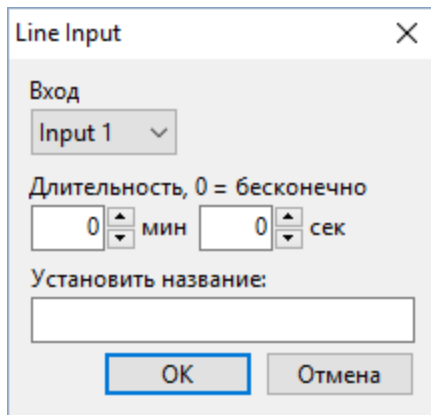 Line Input
Вход
Input 1
Длительность, 0 = бесконечно
0 мин 0 сек
Установить название:
OK Отмена